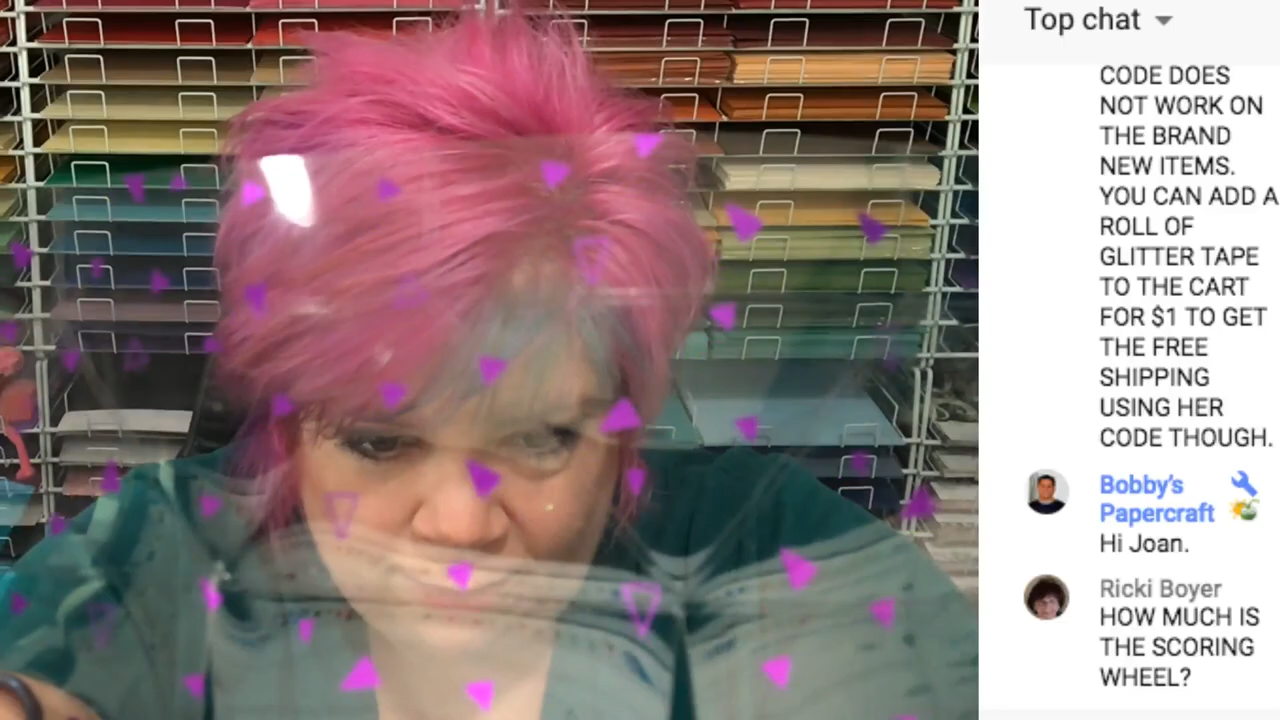 Top chat
CODE DOES
NOT WORK ON
THE BRAND
NEW ITEMS.
YOU CAN ADD A
ROLL OF
GLITTER TAPE
TO THE CART
FOR $1 TO GET
THE FREE
SHIPPING
USING HER
CODE THOUGH.
Bobby's
Papercraft
Hi Joan.
Ricki Boyer
HOW MUCH IS
THE SCORING
WHEEL?